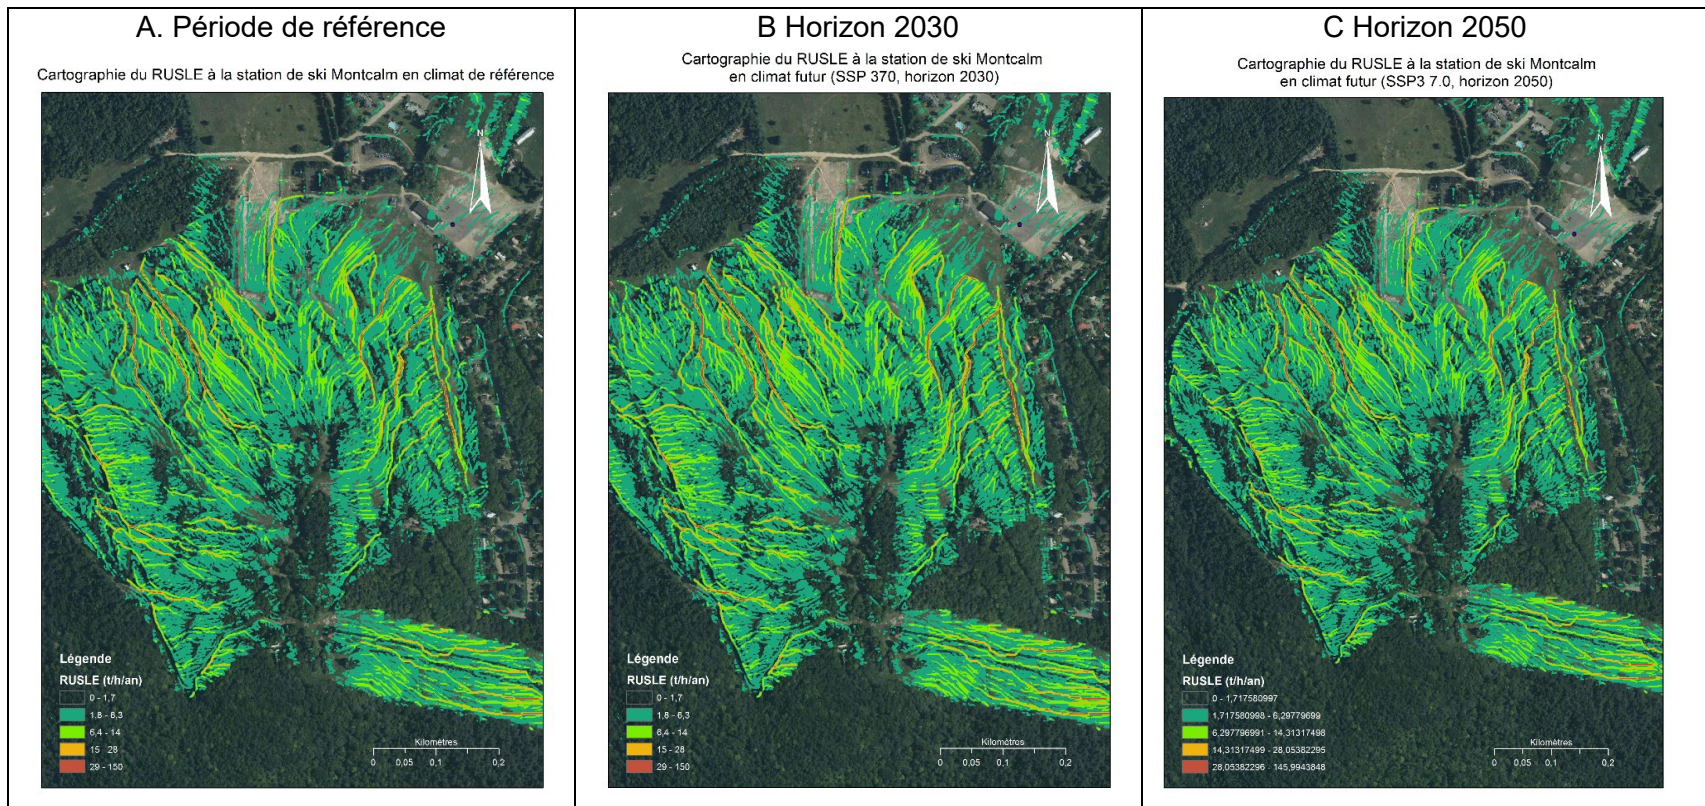 A. Période de référence
Cartographie du RUSLE à la station de ski Montcalm en climat de référence
N
Légende
RUSLE (t/h/an)
0 - 1,7
1,8 - 6,3
6,4 - 14
15 - 28
29 - 150
Kilomètres
0 0,05 0,1 0,2
B Horizon 2030
Cartographie du RUSLE à la station de ski Montcalm
en climat futur (SSP 370, horizon 2030)
N
Légende
RUSLE (t/h/an)
0 - 1,7
1,8 - 6,3
6,4 - 14
15 - 28
29 - 150
Kilomètres
0 0,05 0,1 0,2
C Horizon 2050
Cartographie du RUSLE à la station de ski Montcalm
en climat futur (SSP3 7.0, horizon 2050)
N
Légende
RUSLE (t/h/an)
0 - 1,717580997
1,717580998 - 6,29779699
6,297796991 - 14,31317498
14,31317499 - 28,05382295
28,05382296 - 145,9943848
Kilomètres
0 0,05 0,1 0,2